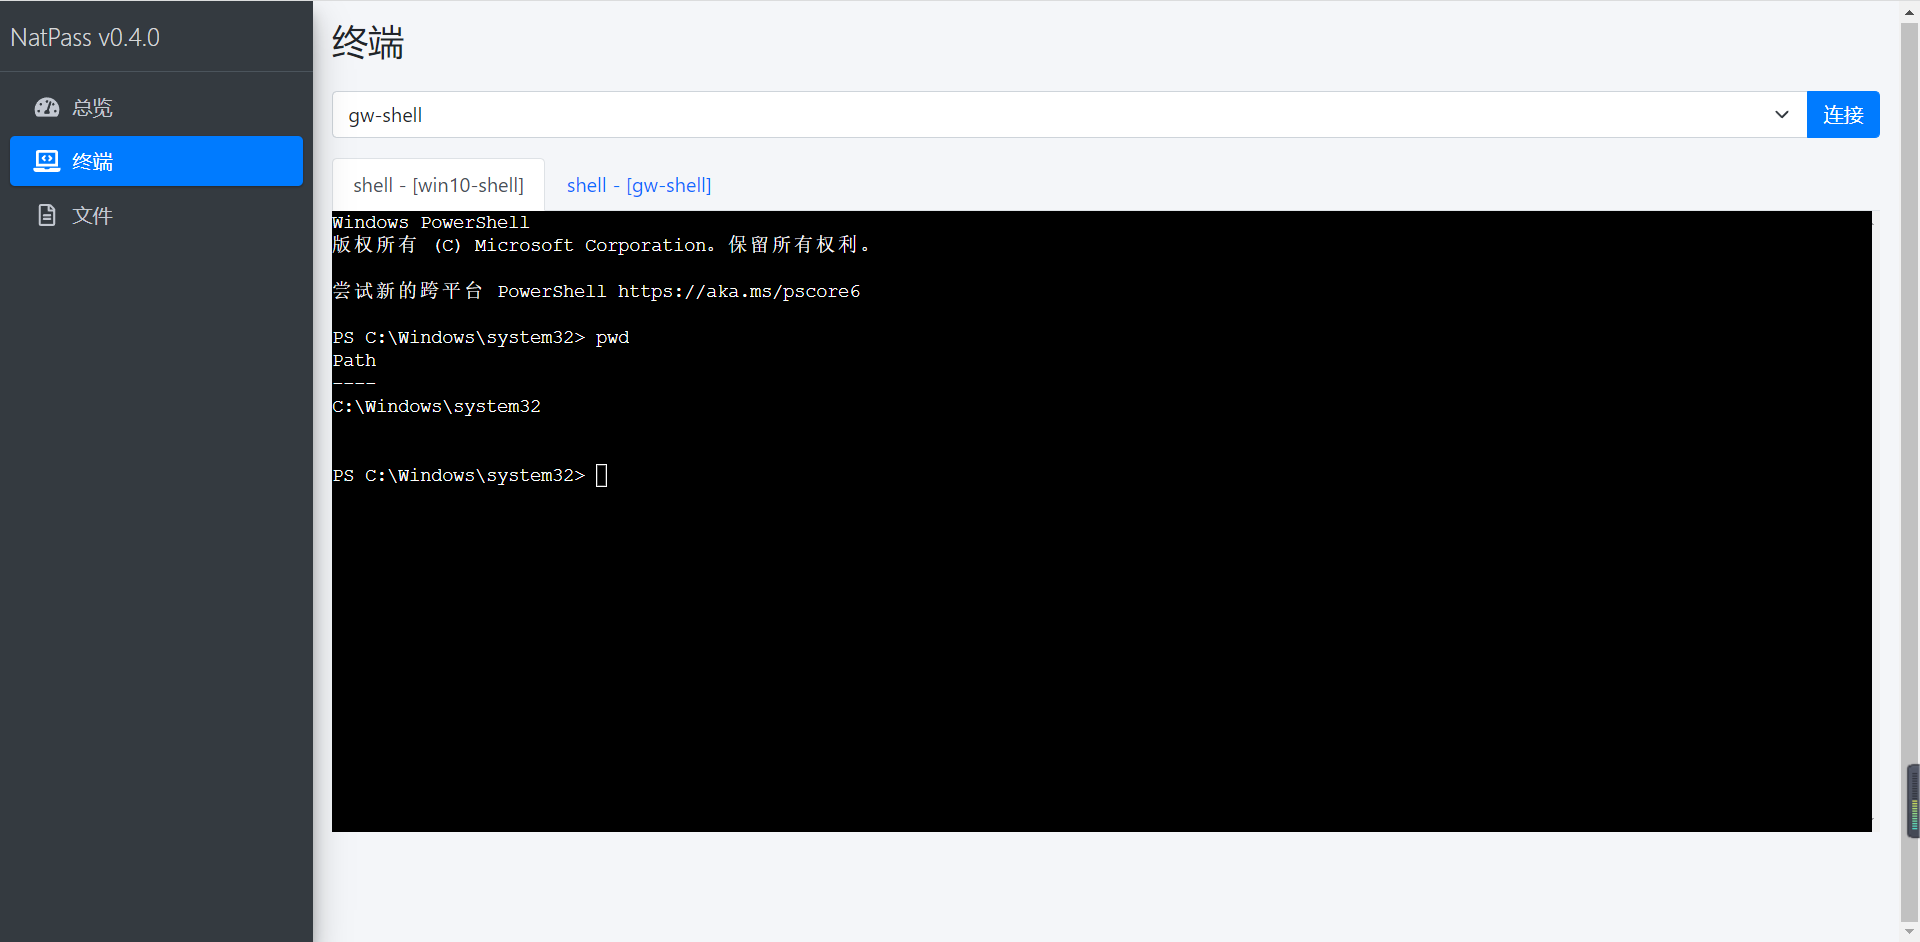 NatPass v0.4.0
总览
终端
文件
终端
gw-shell
连接
shell - [win10-shell]
shell - [gw-shell]
Windows PowerShell
版权所有 (C) Microsoft Corporation。保留所有权利。
尝试新的跨平台 PowerShell https://aka.ms/pscore6
PS C:\Windows\system32> pwd
Path
----
C:\Windows\system32
PS C:\Windows\system32>